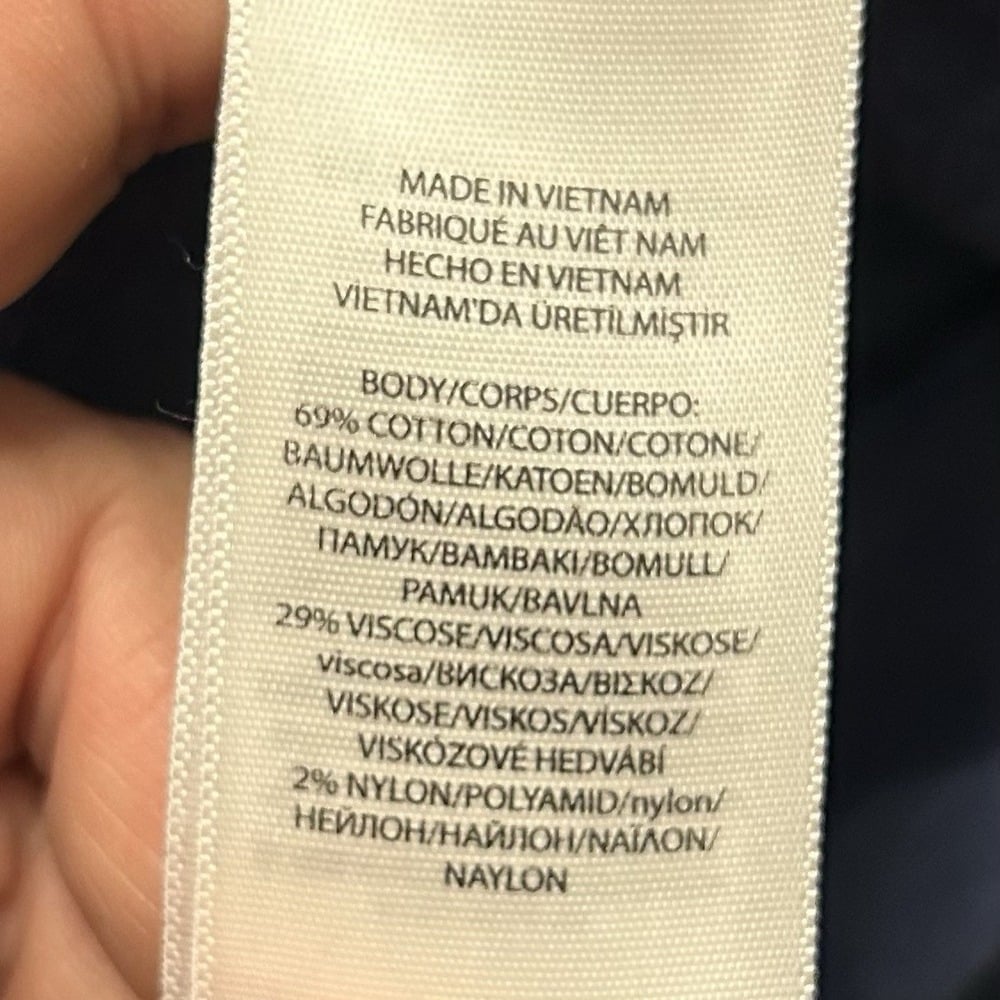 MADE IN VIETNAM
FABRIQUÉ AU VIÊT NAM
HECHO EN VIETNAM
VIETNAM'DA ÜRETİLMİŞTİR
BODY/CORPS/CUERPO:
69% COTTON/COTON/COTONE/
BAUMWOLLE/KATOEN/BOMULD/
ALGODÓN/ALGODÃO/ХЛОПОК/
ПАМУК/BAMBAKI/BOMULL/
PAMUK/BAVLNA
29% VISCOSE/VISCOSA/VISKOSE/
viscosa/ВИСКОЗА/ΒΙΣΚΟΖ/
VISKOSE/VISKOS/VİSKOZ/
VISKÓZOVÉ HEDVÁBÍ
2% NYLON/POLYAMID/nylon/
НЕЙЛОН/НАЙЛОН/ΝΑΪΛΟΝ/
NAYLON